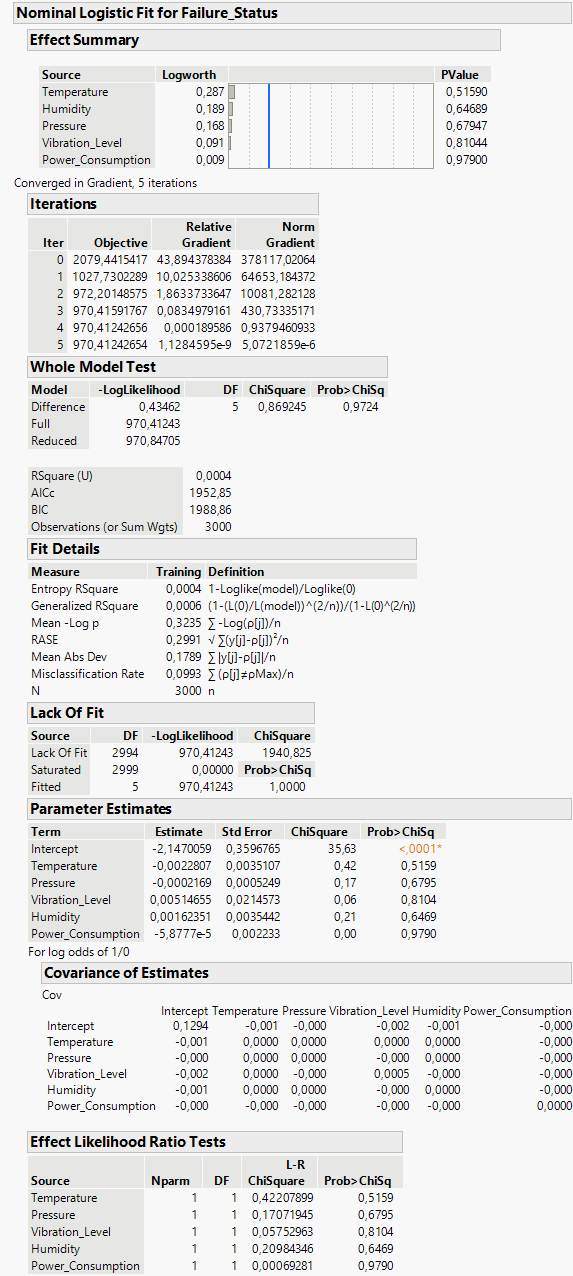 Nominal Logistic Fit for Failure_Status
Effect Summary
Source Logworth PValue
Temperature 0,287 0,51590
Humidity 0,189 0,64689
Pressure 0,168 0,67947
Vibration_Level 0,091 0,81044
Power_Consumption 0,009 0,97900
Converged in Gradient, 5 iterations
Iterations
Relative Norm
Iter Objective Gradient Gradient
0 2079,4415417 43,894378384 378117,02064
1 1027,7302289 10,025338606 64653,184372
2 972,20148575 1,8633733647 10081,282128
3 970,41591767 0,0834979161 430,73335171
4 970,41242656 0,000189586 0,9379460933
5 970,41242654 1,1284595e-9 5,0721859e-6
Whole Model Test
Model -LogLikelihood DF ChiSquare Prob>ChiSq
Difference 0,43462 5 0,869245 0,9724
Full 970,41243
Reduced 970,84705
RSquare (U) 0,0004
AICc 1952,85
BIC 1988,86
Observations (or Sum Wgts) 3000
Fit Details
Measure Training Definition
Entropy RSquare 0,0004 1-Loglike(model)/Loglike(0)
Generalized RSquare 0,0006 (1-(L(0)/L(model))^(2/n))/(1-L(0)^(2/n))
Mean -Log p 0,3235 ∑ -Log(ρ[j])/n
RASE 0,2991 √ ∑(y[j]-ρ[j])²/n
Mean Abs Dev 0,1789 ∑ |y[j]-ρ[j]|/n
Misclassification Rate 0,0993 ∑ (ρ[j]≠ρMax)/n
N 3000 n
Lack Of Fit
Source DF -LogLikelihood ChiSquare
Lack Of Fit 2994 970,41243 1940,825
Saturated 2999 0,00000 Prob>ChiSq
Fitted 5 970,41243 1,0000
Parameter Estimates
Term Estimate Std Error ChiSquare Prob>ChiSq
Intercept -2,1470059 0,3596765 35,63 <,0001*
Temperature -0,0022807 0,0035107 0,42 0,5159
Pressure -0,0002169 0,0005249 0,17 0,6795
Vibration_Level 0,00514655 0,0214573 0,06 0,8104
Humidity 0,00162351 0,0035442 0,21 0,6469
Power_Consumption -5,8777e-5 0,002233 0,00 0,9790
For log odds of 1/0
Covariance of Estimates
Cov
Intercept Temperature Pressure Vibration_Level Humidity Power_Consumption
Intercept 0,1294 -0,001 -0,000 -0,002 -0,001 -0,000
Temperature -0,001 0,0000 0,0000 0,0000 0,0000 -0,000
Pressure -0,000 0,0000 0,0000 -0,000 0,0000 -0,000
Vibration_Level -0,002 0,0000 -0,000 0,0005 -0,000 -0,000
Humidity -0,001 0,0000 0,0000 -0,000 0,0000 -0,000
Power_Consumption -0,000 -0,000 -0,000 -0,000 -0,000 0,0000
Effect Likelihood Ratio Tests
L-R
Source Nparm DF ChiSquare Prob>ChiSq
Temperature 1 1 0,42207899 0,5159
Pressure 1 1 0,17071945 0,6795
Vibration_Level 1 1 0,05752963 0,8104
Humidity 1 1 0,20984346 0,6469
Power_Consumption 1 1 0,00069281 0,9790